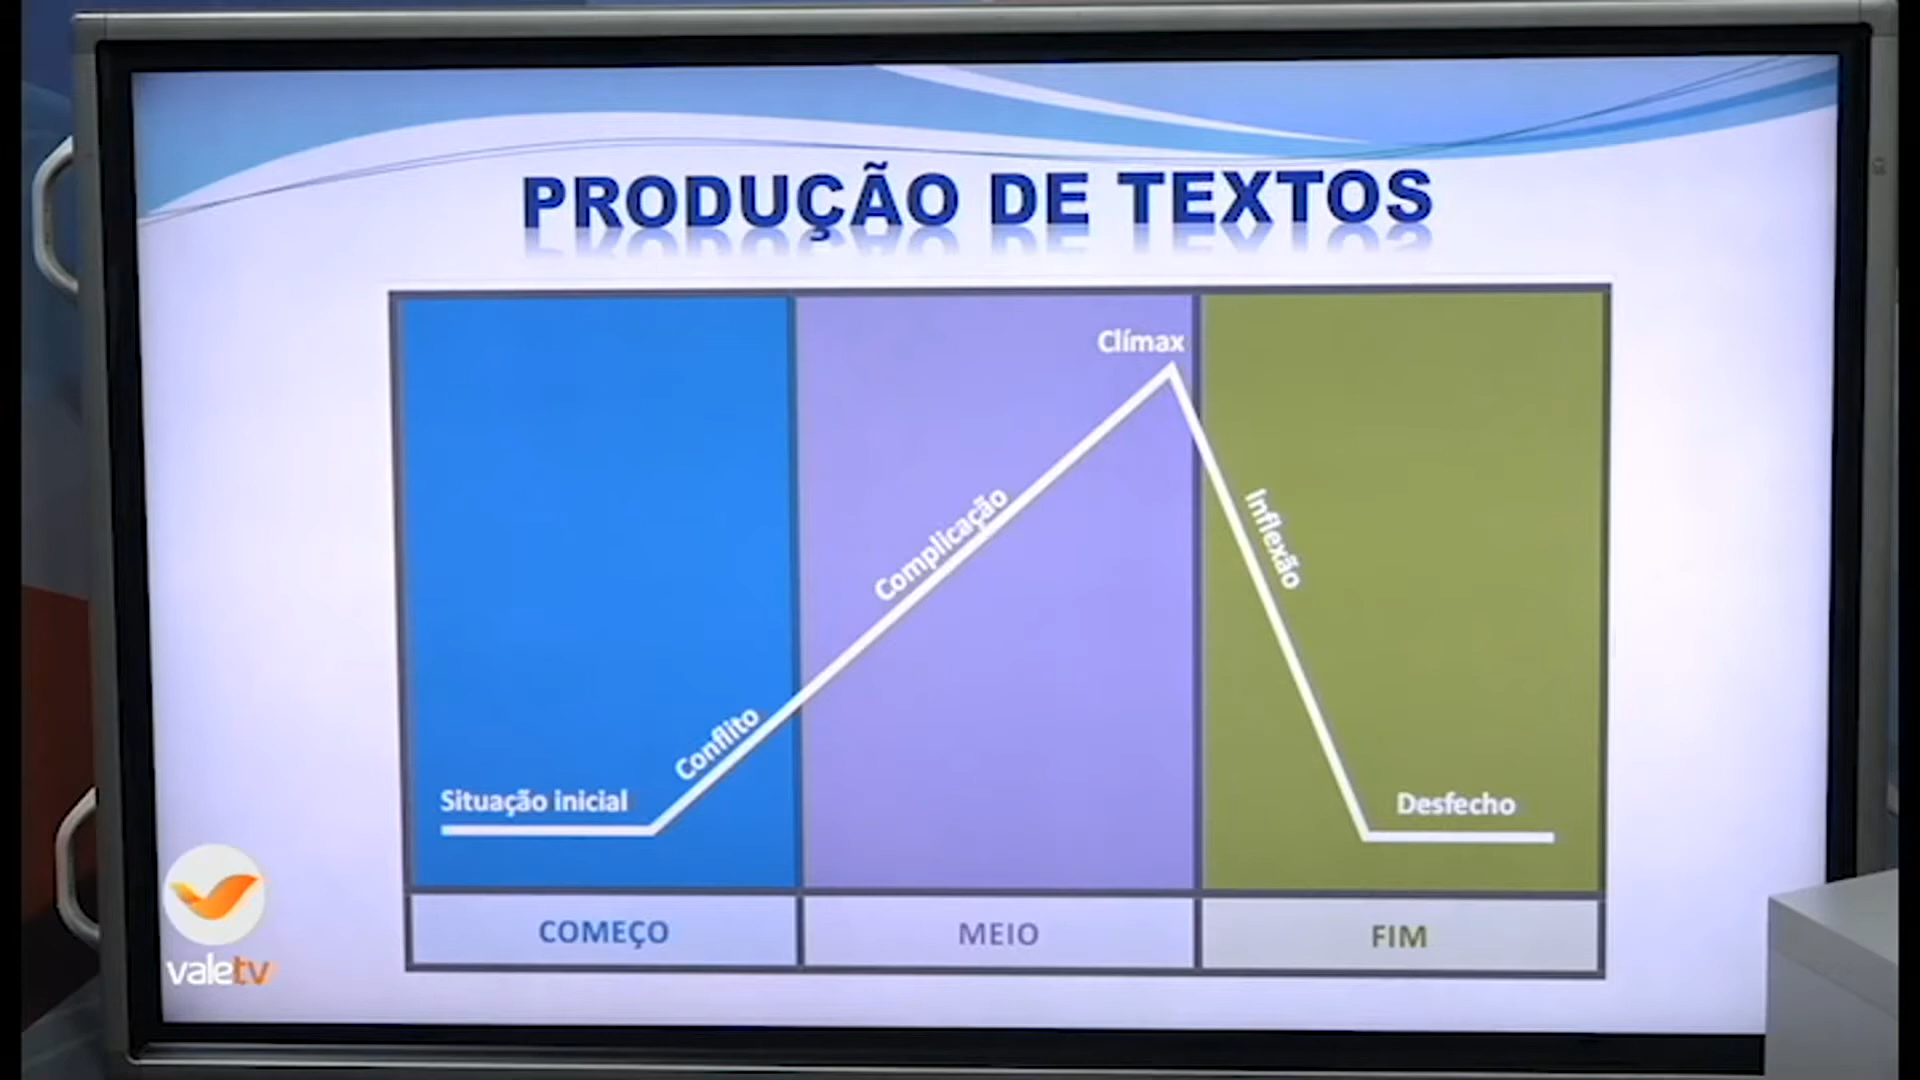 PRODUÇÃO DE TEXTOS
Clímax
Complicação
Inflexão
Conflito
Situação inicial
Desfecho
COMEÇO
MEIO
FIM
valetv